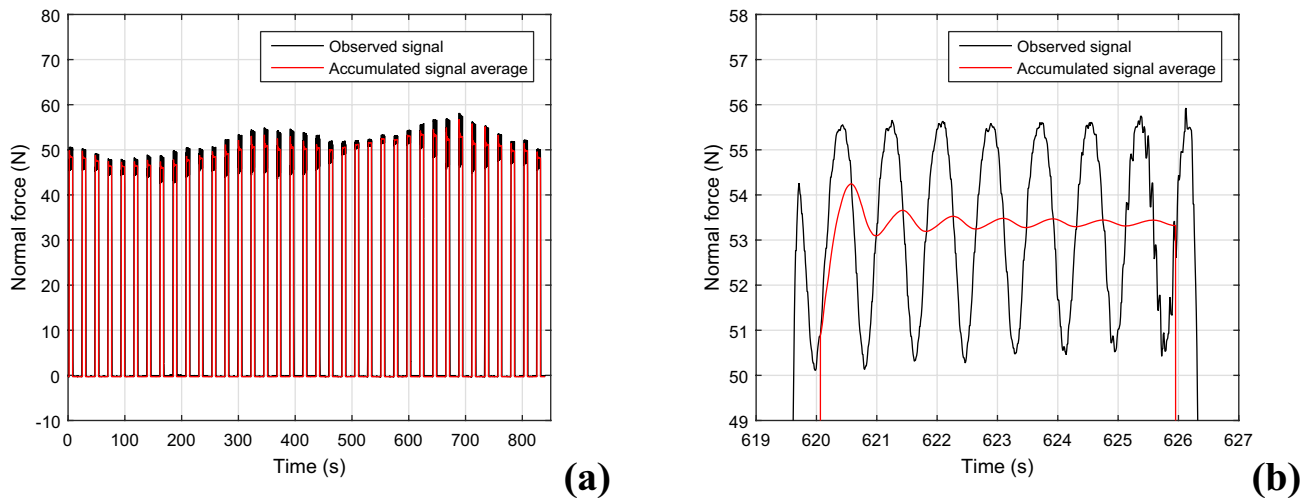 80
70
60
50
40
30
20
10
0
-10
Normal force (N)
Observed signal
Accumulated signal average
0 100 200 300 400 500 600 700 800
Time (s)
(a)
58
57
56
55
54
53
52
51
50
49
Normal force (N)
Observed signal
Accumulated signal average
619 620 621 622 623 624 625 626 627
Time (s)
(b)